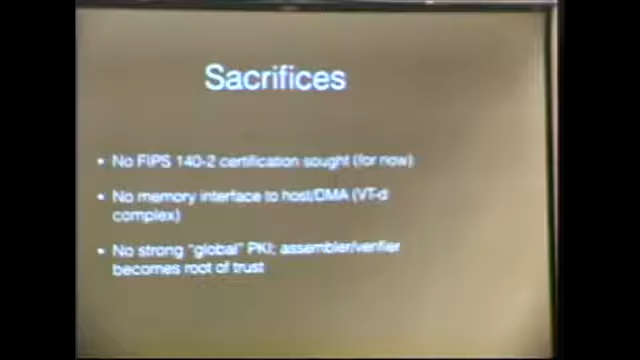 Sacrifices
• No FIPS 140-2 certification sought (for now)
• No memory interface to host/DMA (VT-d
complex)
• No strong "global" PKI; assembler/verifier
becomes root of trust